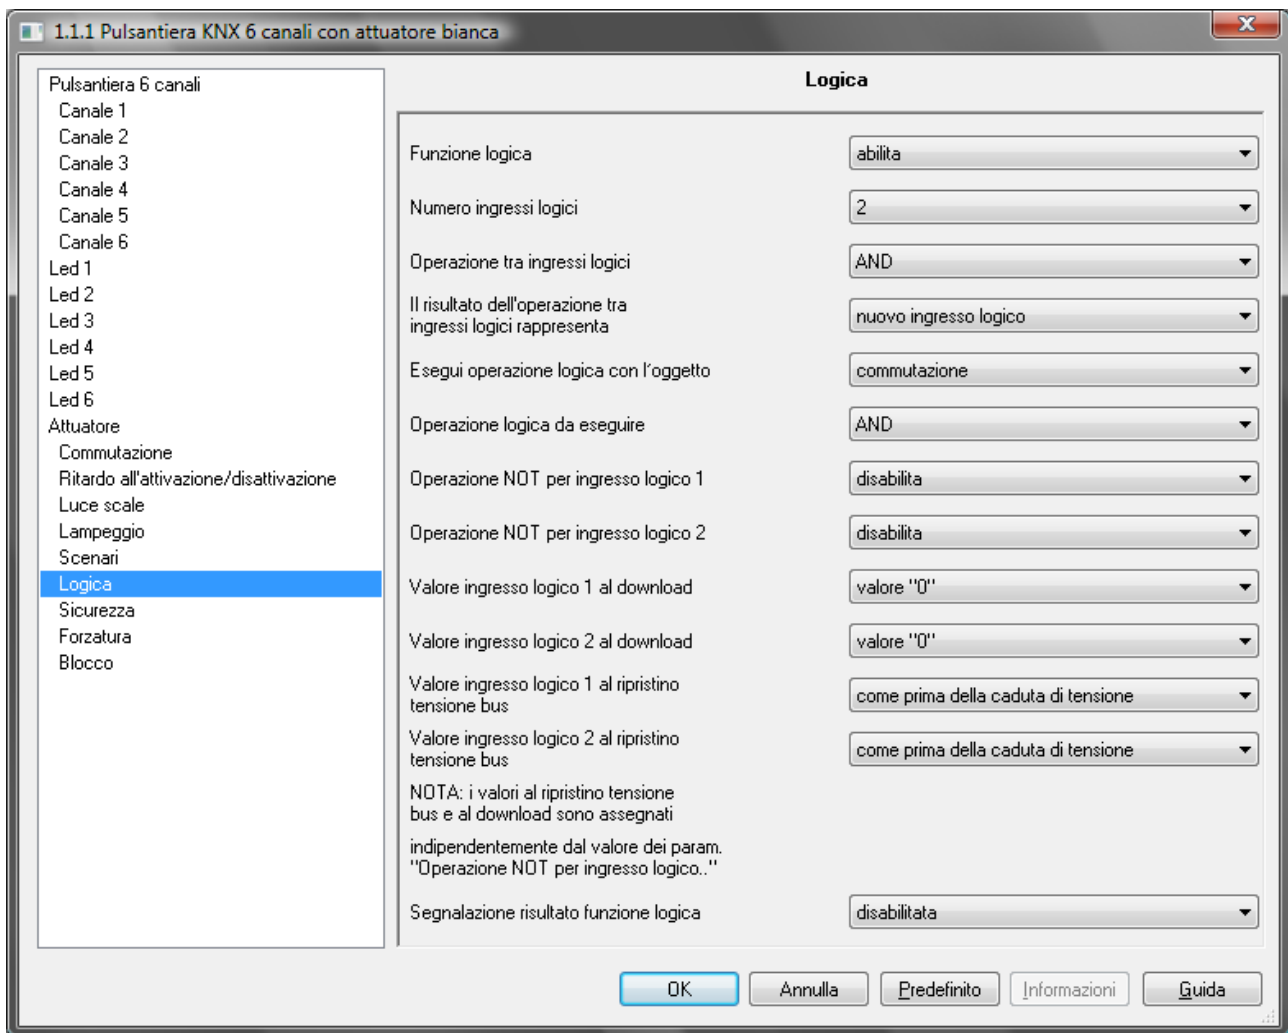 1.1.1 Pulsantiera KNX 6 canali con attuatore bianca
Pulsantiera 6 canali
Canale 1
Canale 2
Canale 3
Canale 4
Canale 5
Canale 6
Led 1
Led 2
Led 3
Led 4
Led 5
Led 6
Attuatore
Commutazione
Ritardo all'attivazione/disattivazione
Luce scale
Lampeggio
Scenari
Logica
Sicurezza
Forzatura
Blocco
Logica
Funzione logica
abilita
Numero ingressi logici
2
Operazione tra ingressi logici
AND
Il risultato dell'operazione tra
ingressi logici rappresenta
nuovo ingresso logico
Esegui operazione logica con l´oggetto
commutazione
Operazione logica da eseguire
AND
Operazione NOT per ingresso logico 1
disabilita
Operazione NOT per ingresso logico 2
disabilita
Valore ingresso logico 1 al download
valore "0"
Valore ingresso logico 2 al download
valore "0"
Valore ingresso logico 1 al ripristino
tensione bus
come prima della caduta di tensione
Valore ingresso logico 2 al ripristino
tensione bus
come prima della caduta di tensione
NOTA: i valori al ripristino tensione
bus e al download sono assegnati
indipendentemente dal valore dei param.
"Operazione NOT per ingresso logico.."
Segnalazione risultato funzione logica
disabilitata
OK
Annulla
Predefinito
Informazioni
Guida